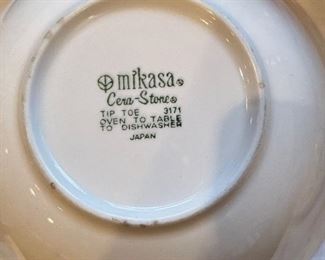 mikasa®
Cera-Stone®
TIP TOE 3171
OVEN TO TABLE
TO DISHWASHER
JAPAN